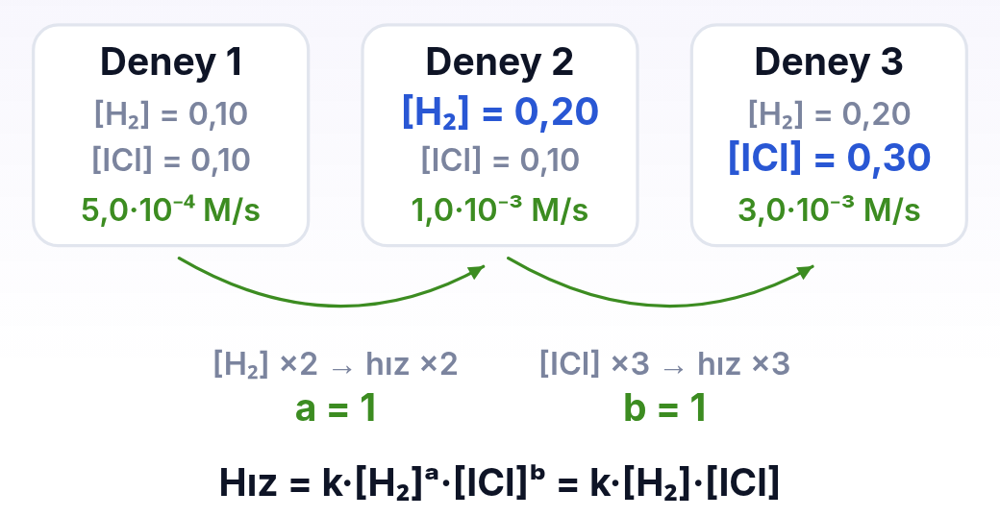 Deney 1
[H₂] = 0,10
[ICl] = 0,10
5,0·10⁻⁴ M/s
Deney 2
[H₂] = 0,20
[ICl] = 0,10
1,0·10⁻³ M/s
Deney 3
[H₂] = 0,20
[ICl] = 0,30
3,0·10⁻³ M/s
[H₂] ×2 → hız ×2
a = 1
[ICl] ×3 → hız ×3
b = 1
Hız = k·[H₂]ᵃ·[ICl]ᵇ = k·[H₂]·[ICl]